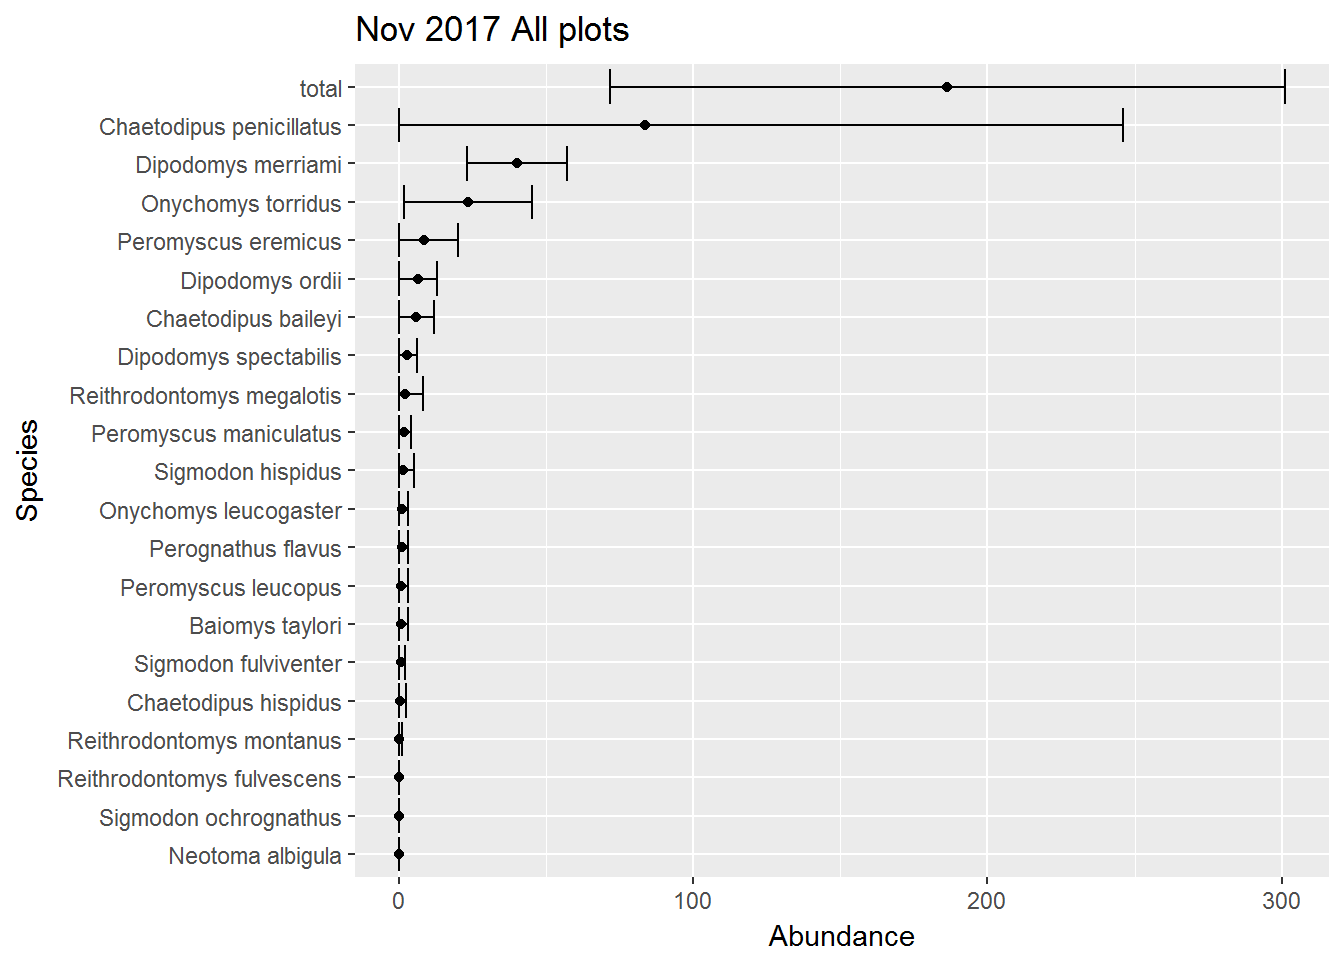 Nov 2017 All plots
total
Chaetodipus penicillatus
Dipodomys merriami
Onychomys torridus
Peromyscus eremicus
Dipodomys ordii
Chaetodipus baileyi
Dipodomys spectabilis
Reithrodontomys megalotis
Peromyscus maniculatus
Sigmodon hispidus
Onychomys leucogaster
Perognathus flavus
Peromyscus leucopus
Baiomys taylori
Sigmodon fulviventer
Chaetodipus hispidus
Reithrodontomys montanus
Reithrodontomys fulvescens
Sigmodon ochrognathus
Neotoma albigula
Species
0 100 200 300
Abundance